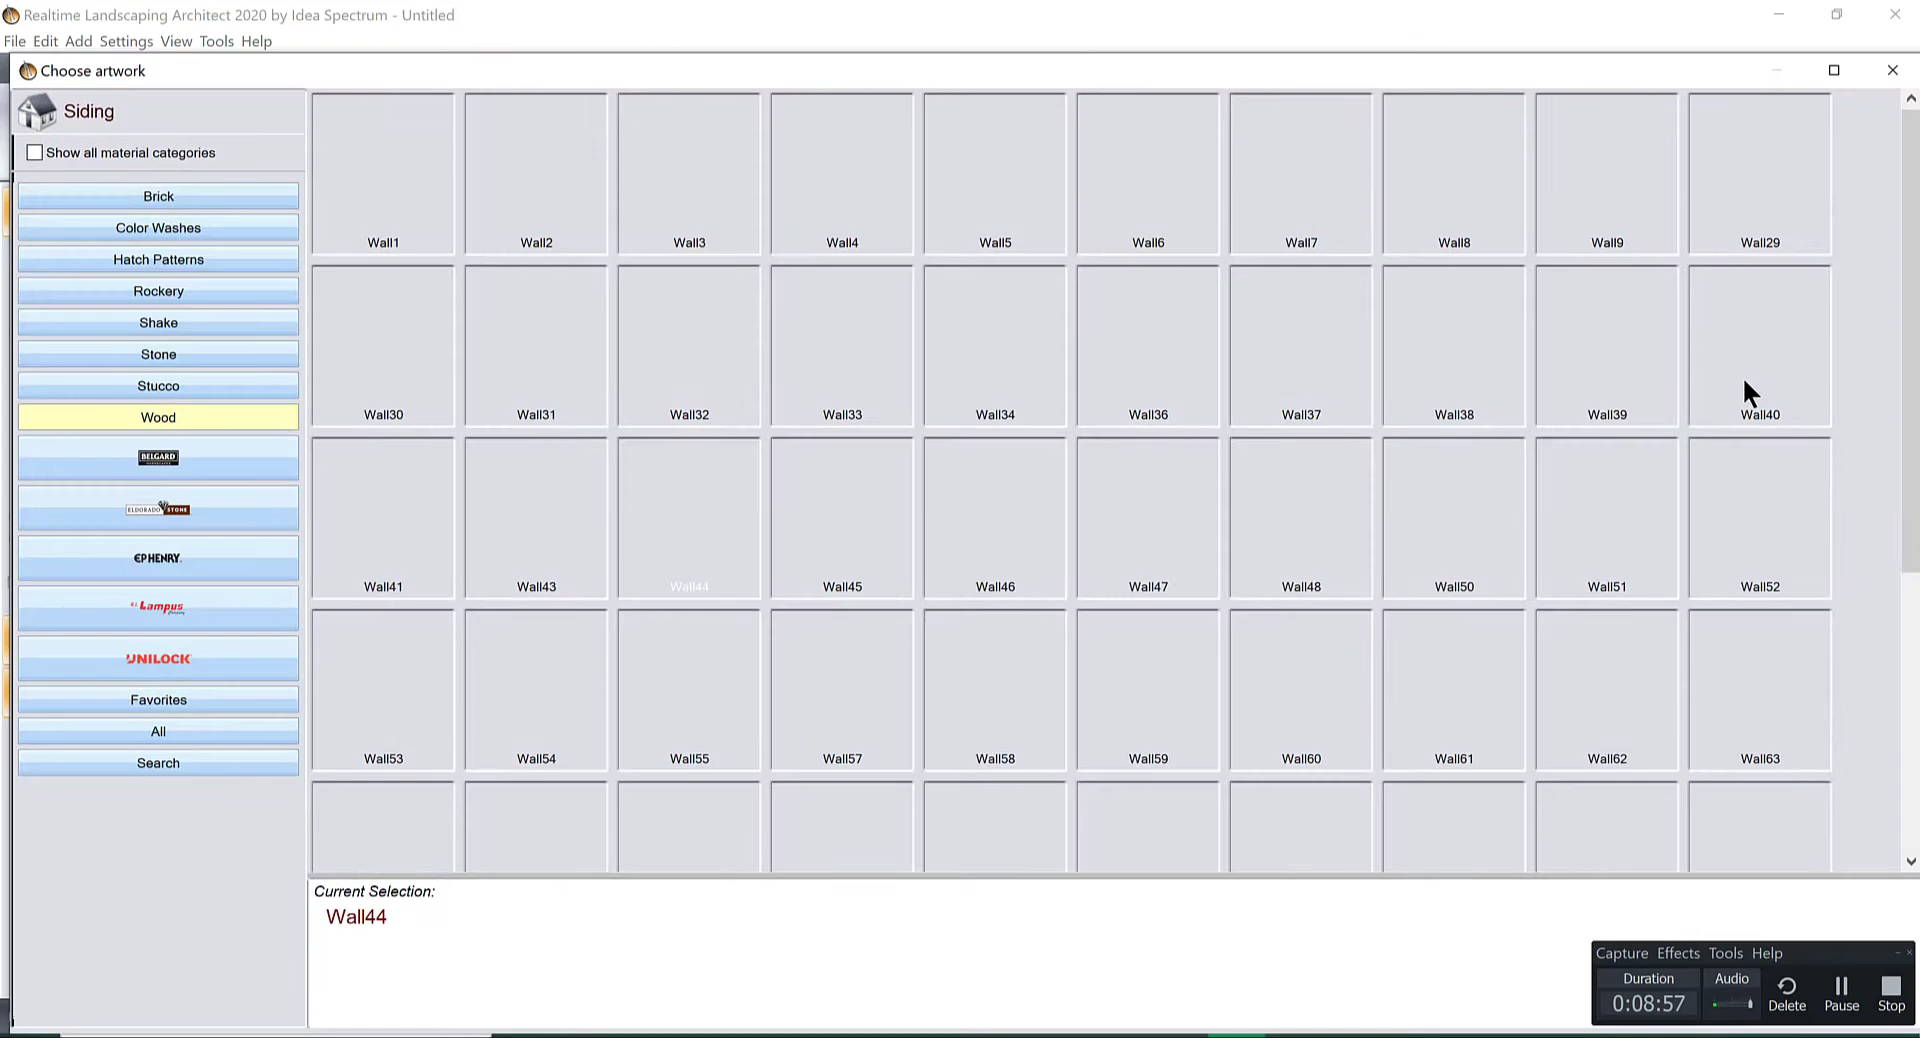 Realtime Landscaping Architect 2020 by Idea Spectrum - Untitled
File Edit Add Settings View Tools Help
Choose artwork
Siding
Show all material categories
Brick
Color Washes
Hatch Patterns
Rockery
Shake
Stone
Stucco
Wood
BELGARD
ELDORADO STONE
EP HENRY
Lampus
UNILOCK
Favorites
All
Search
Wall1 Wall2 Wall3 Wall4 Wall5 Wall6 Wall7 Wall8 Wall9 Wall29
Wall30 Wall31 Wall32 Wall33 Wall34 Wall36 Wall37 Wall38 Wall39 Wall40
Wall41 Wall43 Wall44 Wall45 Wall46 Wall47 Wall48 Wall50 Wall51 Wall52
Wall53 Wall54 Wall55 Wall57 Wall58 Wall59 Wall60 Wall61 Wall62 Wall63
Current Selection:
Wall44
Capture Effects Tools Help
Duration Audio
0:08:57 Delete Pause Stop